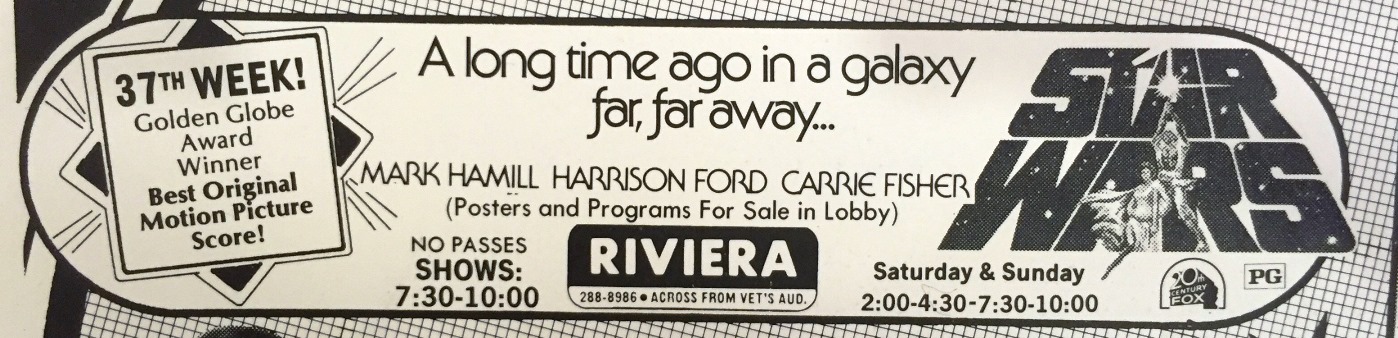 37TH WEEK!
Golden Globe
Award
Winner
Best Original
Motion Picture
Score!
A long time ago in a galaxy
far, far away...
MARK HAMILL HARRISON FORD CARRIE FISHER
(Posters and Programs For Sale in Lobby)
NO PASSES
SHOWS:
7:30-10:00
RIVIERA
288-8986 • ACROSS FROM VET'S AUD.
STAR
WARS
Saturday & Sunday
2:00-4:30-7:30-10:00
20th
CENTURY
FOX
PG